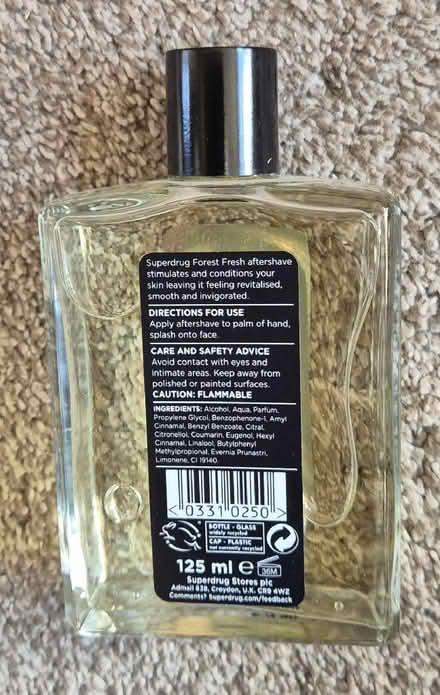 Superdrug Forest Fresh aftershave
stimulates and conditions your
skin leaving it feeling revitalised,
smooth and invigorated.
DIRECTIONS FOR USE
Apply aftershave to palm of hand,
splash onto face.
CARE AND SAFETY ADVICE
Avoid contact with eyes and
intimate areas. Keep away from
polished or painted surfaces.
CAUTION: FLAMMABLE
INGREDIENTS: Alcohol, Aqua, Parfum,
Propylene Glycol, Benzophenone-1, Amyl
Cinnamal, Benzyl Benzoate, Citral,
Citronellol, Coumarin, Eugenol, Hexyl
Cinnamal, Linalool, Butylphenyl
Methylpropional, Evernia Prunastri,
Limonene, CI 19140.
<0331 0250>
BOTTLE - GLASS
widely recycled
CAP - PLASTIC
not currently recycled
125 ml e 36M
Superdrug Stores plc
Admail 838, Croydon, U.K. CR9 4WZ
Comments? Superdrug.com/feedback